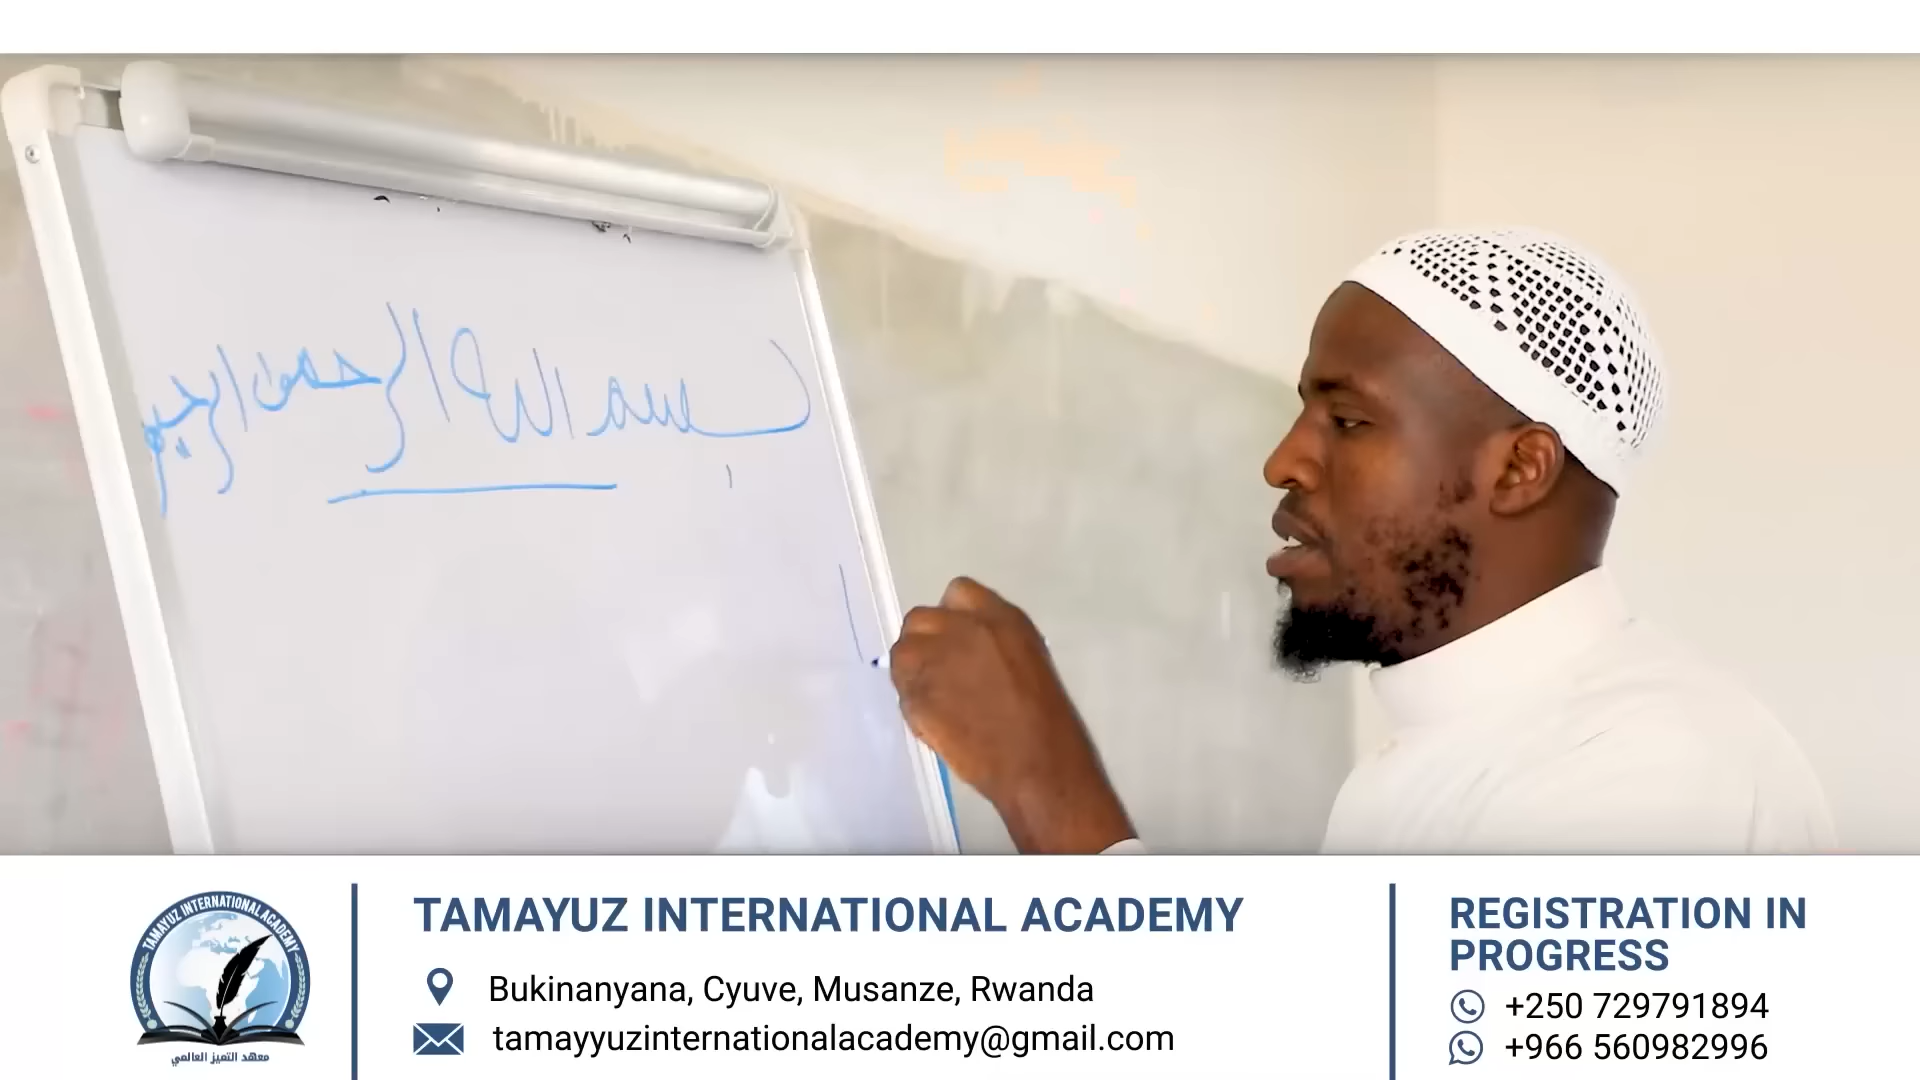 بسم الله الرحمن الرحيم
TAMAYUZ INTERNATIONAL ACADEMY
معهد التميز العالمي
TAMAYUZ INTERNATIONAL ACADEMY
Bukinanyana, Cyuve, Musanze, Rwanda
tamayyuzinternationalacademy@gmail.com
REGISTRATION IN
PROGRESS
+250 729791894
+966 560982996